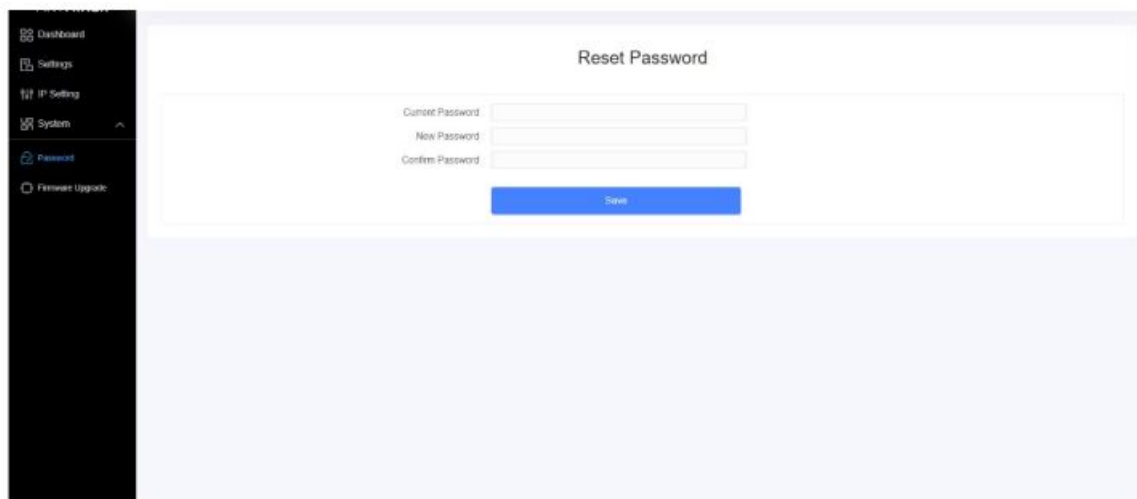 Dashboard
Settings
IP Setting
System
Password
Firmware Upgrade
Reset Password
Current Password
New Password
Confirm Password
Save